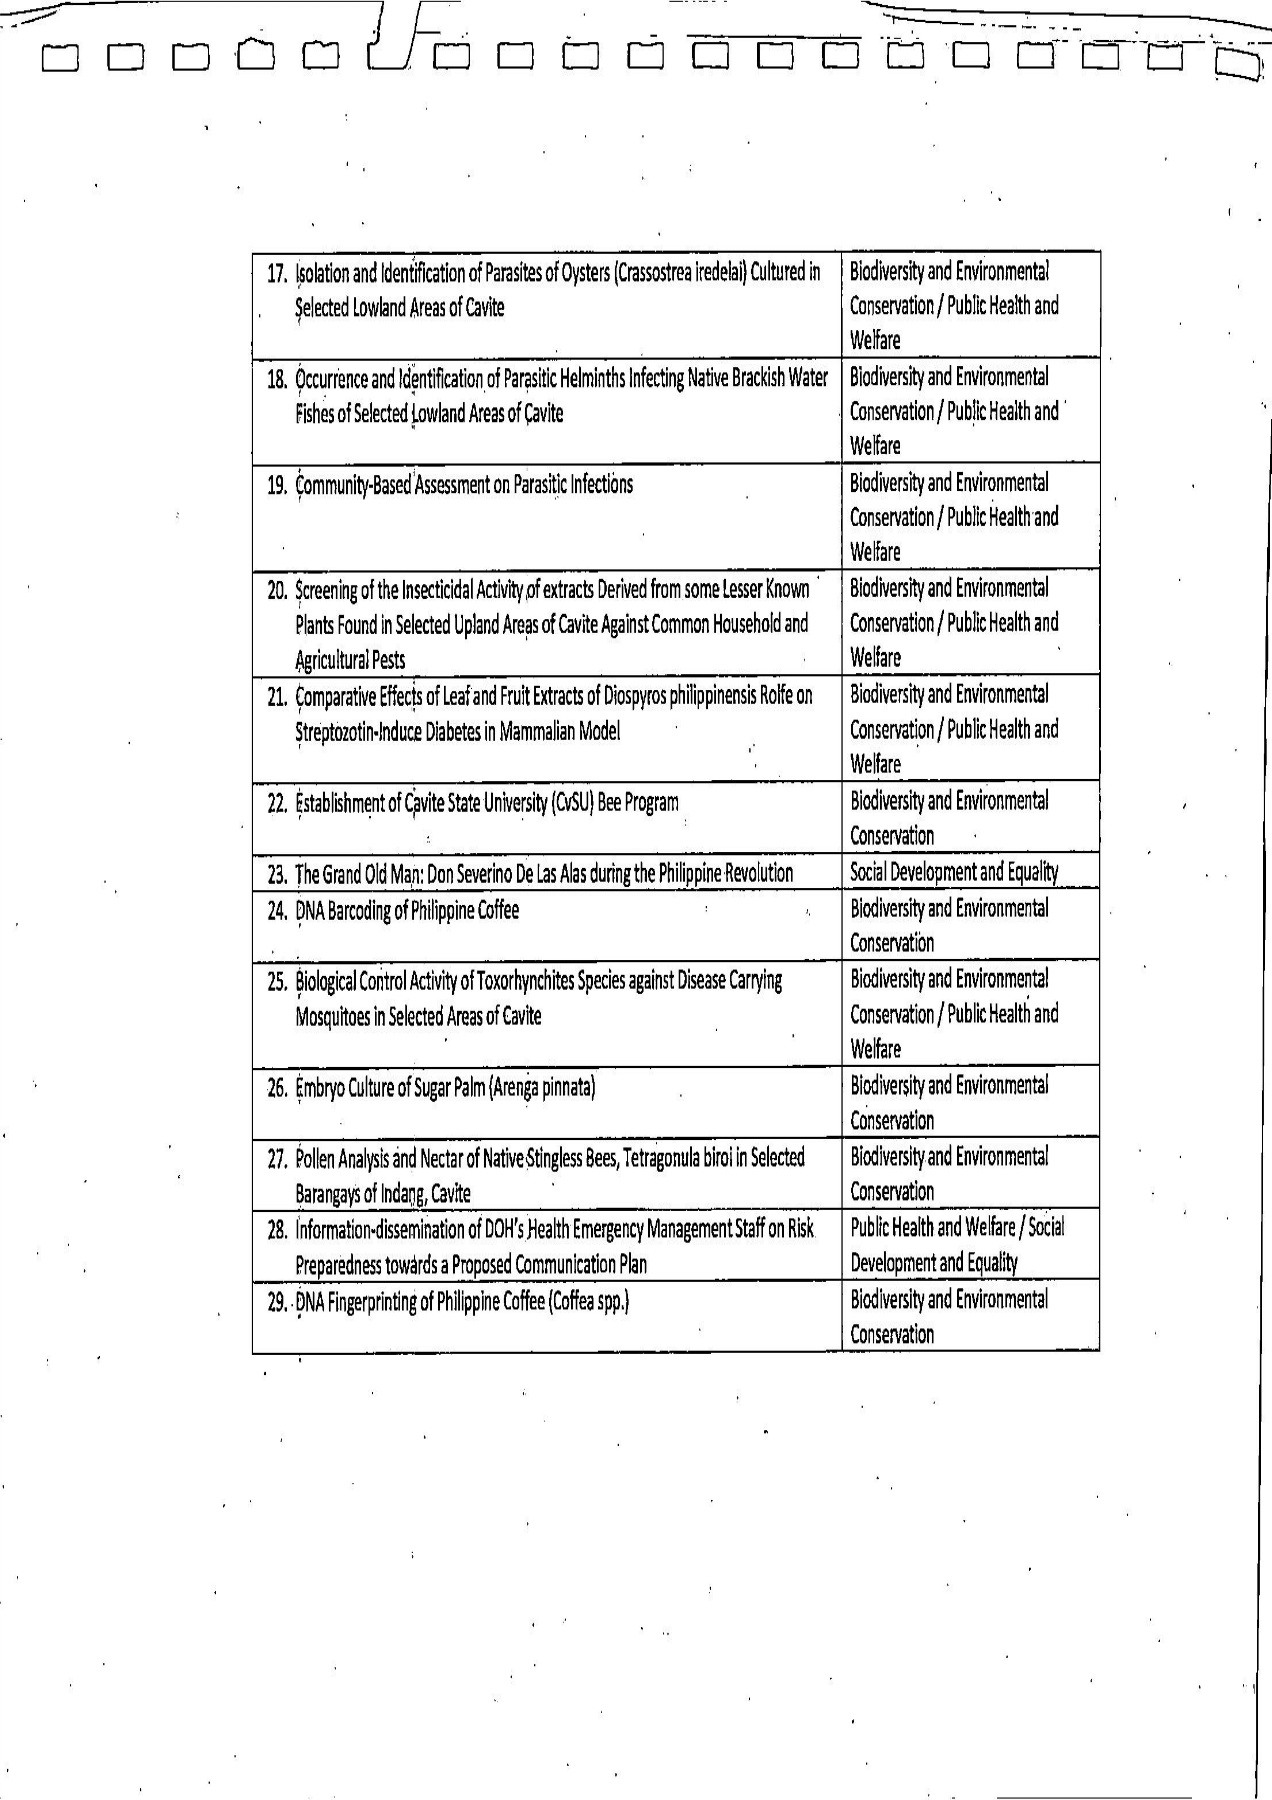 17. Isolation and Identification of Parasites of Oysters (Crassostrea iredelai) Cultured in
Selected Lowland Areas of Cavite
Biodiversity and Environmental
Conservation / Public Health and
Welfare
18. Occurrence and Identification of Parasitic Helminths Infecting Native Brackish Water
Fishes of Selected Lowland Areas of Cavite
Biodiversity and Environmental
Conservation / Public Health and
Welfare
19. Community-Based Assessment on Parasitic Infections
Biodiversity and Environmental
Conservation / Public Health and
Welfare
20. Screening of the Insecticidal Activity of extracts Derived from some Lesser Known
Plants Found in Selected Upland Areas of Cavite Against Common Household and
Agricultural Pests
Biodiversity and Environmental
Conservation / Public Health and
Welfare
21. Comparative Effects of Leaf and Fruit Extracts of Diospyros philippinensis Rolfe on
Streptozotin-Induce Diabetes in Mammalian Model
Biodiversity and Environmental
Conservation / Public Health and
Welfare
22. Establishment of Cavite State University (CvSU) Bee Program
Biodiversity and Environmental
Conservation
23. The Grand Old Man: Don Severino De Las Alas during the Philippine Revolution
Social Development and Equality
24. DNA Barcoding of Philippine Coffee
Biodiversity and Environmental
Conservation
25. Biological Control Activity of Toxorhynchites Species against Disease Carrying
Mosquitoes in Selected Areas of Cavite
Biodiversity and Environmental
Conservation / Public Health and
Welfare
26. Embryo Culture of Sugar Palm (Arenga pinnata)
Biodiversity and Environmental
Conservation
27. Pollen Analysis and Nectar of Native Stingless Bees, Tetragonula biroi in Selected
Barangays of Indang, Cavite
Biodiversity and Environmental
Conservation
28. Information-dissemination of DOH's Health Emergency Management Staff on Risk
Preparedness towards a Proposed Communication Plan
Public Health and Welfare / Social
Development and Equality
29. DNA Fingerprinting of Philippine Coffee (Coffea spp.)
Biodiversity and Environmental
Conservation